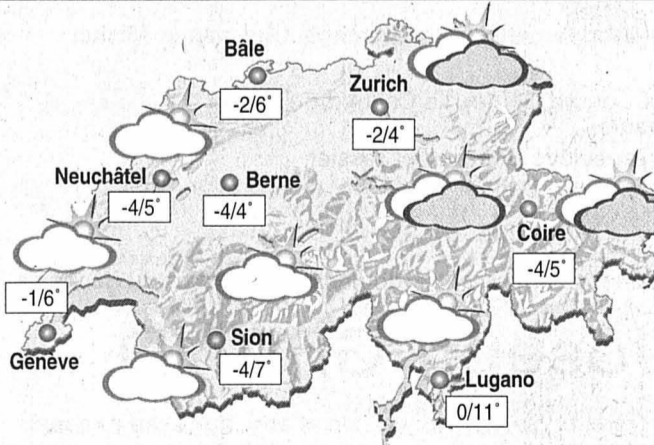 Bâle
-2/6°
Zurich
-2/4°
Neuchâtel
-4/5°
Berne
-4/4°
Coire
-4/5°
-1/6°
Genève
Sion
-4/7°
Lugano
0/11°